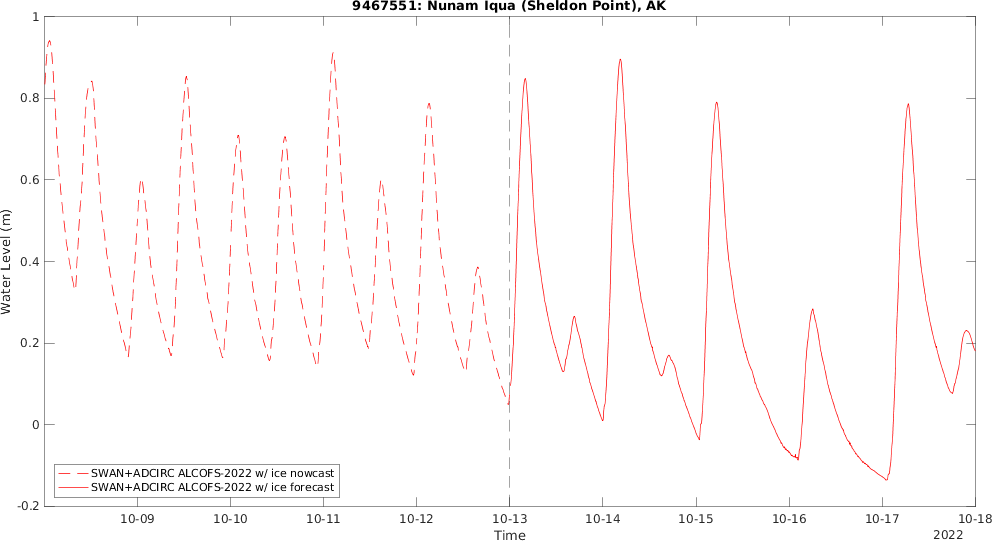 9467551: Nunam Iqua (Sheldon Point), AK
1
0.8
0.6
0.4
0.2
0
-0.2
Water Level (m)
SWAN+ADCIRC ALCOFS-2022 w/ ice nowcast
SWAN+ADCIRC ALCOFS-2022 w/ ice forecast
10-09 10-10 10-11 10-12 10-13 10-14 10-15 10-16 10-17 10-18
Time
2022